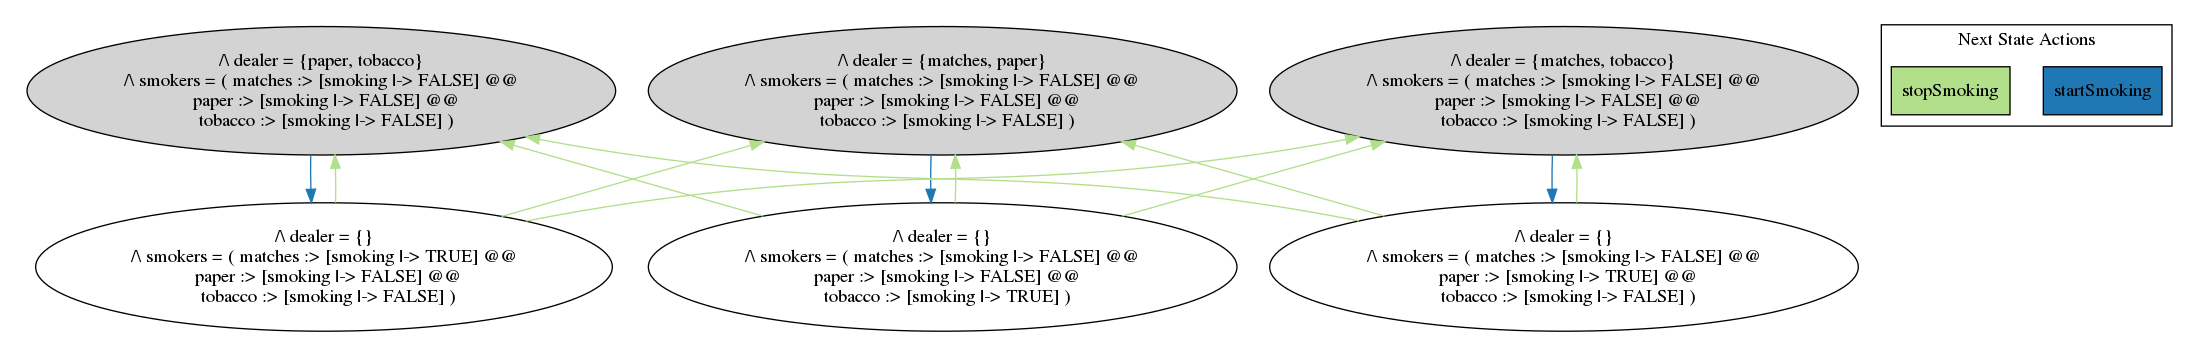 /\ dealer = {paper, tobacco}
/\ smokers = ( matches :> [smoking |-> FALSE] @@
paper :> [smoking |-> FALSE] @@
tobacco :> [smoking |-> FALSE] )
/\ dealer = {matches, paper}
/\ smokers = ( matches :> [smoking |-> FALSE] @@
paper :> [smoking |-> FALSE] @@
tobacco :> [smoking |-> FALSE] )
/\ dealer = {matches, tobacco}
/\ smokers = ( matches :> [smoking |-> FALSE] @@
paper :> [smoking |-> FALSE] @@
tobacco :> [smoking |-> FALSE] )
Next State Actions
stopSmoking
startSmoking
/\ dealer = {}
/\ smokers = ( matches :> [smoking |-> TRUE] @@
paper :> [smoking |-> FALSE] @@
tobacco :> [smoking |-> FALSE] )
/\ dealer = {}
/\ smokers = ( matches :> [smoking |-> FALSE] @@
paper :> [smoking |-> FALSE] @@
tobacco :> [smoking |-> TRUE] )
/\ dealer = {}
/\ smokers = ( matches :> [smoking |-> FALSE] @@
paper :> [smoking |-> TRUE] @@
tobacco :> [smoking |-> FALSE] )